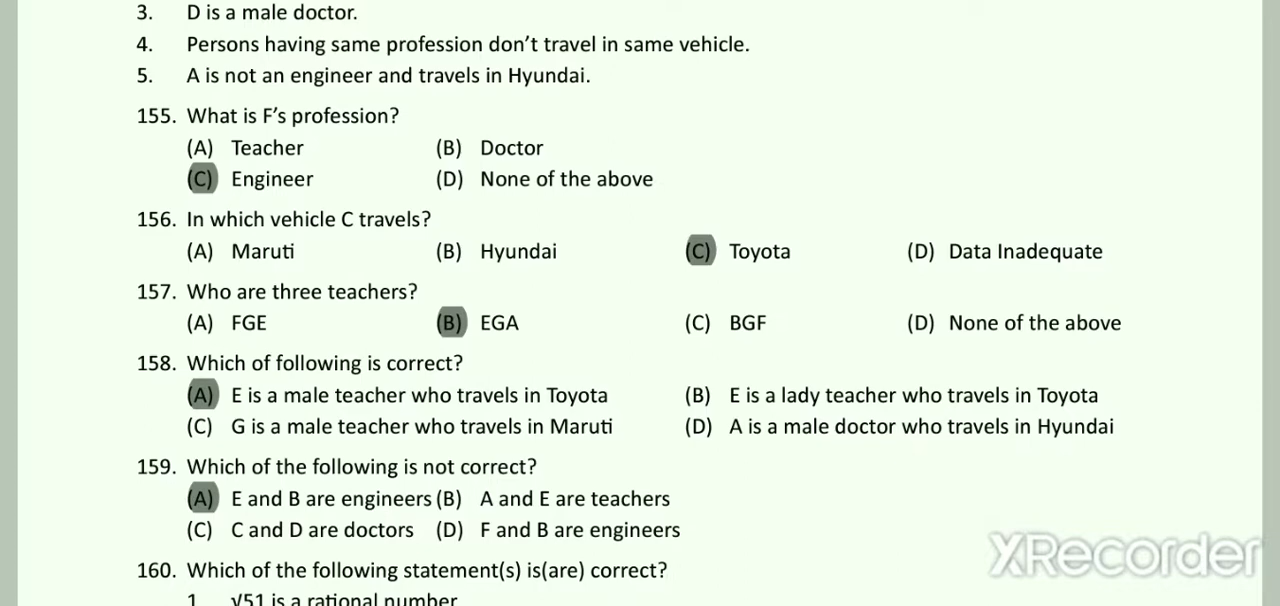 3. D is a male doctor.
4. Persons having same profession don’t travel in same vehicle.
5. A is not an engineer and travels in Hyundai.
155. What is F’s profession?
(A) Teacher (B) Doctor
(C) Engineer (D) None of the above
156. In which vehicle C travels?
(A) Maruti (B) Hyundai (C) Toyota (D) Data Inadequate
157. Who are three teachers?
(A) FGE (B) EGA (C) BGF (D) None of the above
158. Which of following is correct?
(A) E is a male teacher who travels in Toyota (B) E is a lady teacher who travels in Toyota
(C) G is a male teacher who travels in Maruti (D) A is a male doctor who travels in Hyundai
159. Which of the following is not correct?
(A) E and B are engineers (B) A and E are teachers
(C) C and D are doctors (D) F and B are engineers
XRecorder
160. Which of the following statement(s) is(are) correct?
1 √51 is a rational number